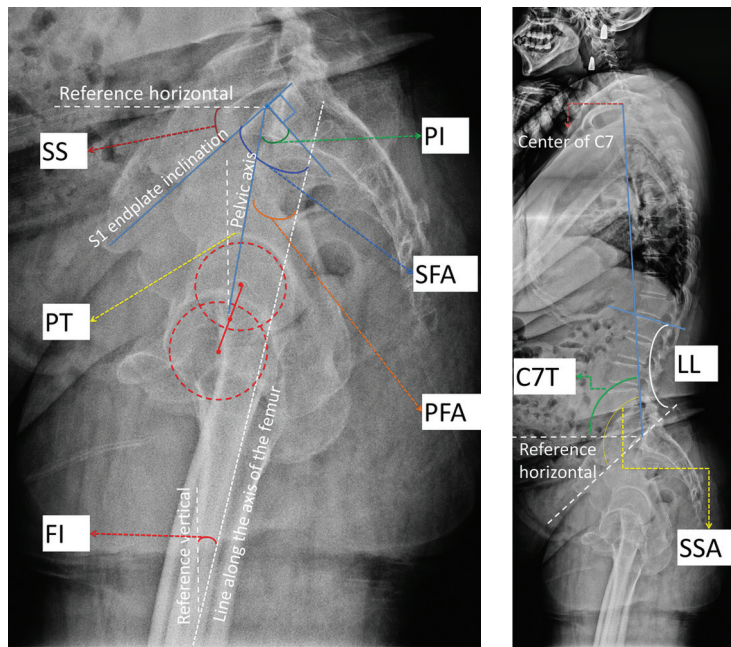 Reference horizontal
SS
PI
S1 endplate inclination
Pelvic axis
SFA
PT
PFA
Line along the axis of the femur
Reference vertical
FI
Center of C7
C7T
LL
Reference
horizontal
SSA